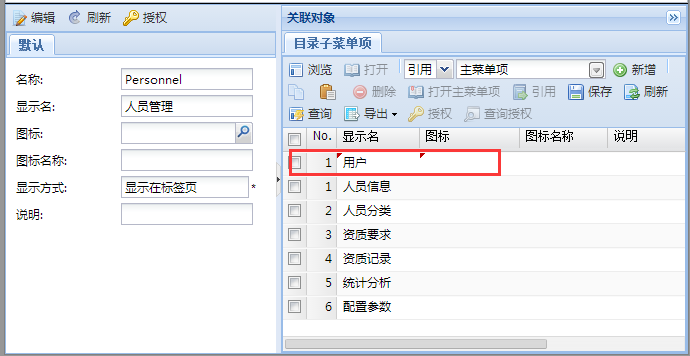 编辑 刷新 授权
默认
名称: Personnel
显示名: 人员管理
图标:
图标名称:
显示方式: 显示在标签页 *
说明:
关联对象
目录子菜单项
浏览 打开 引用 主菜单项 新增
删除 打开主菜单项 引用 保存 刷新
查询 导出 授权 查询授权
No. 显示名 图标 图标名称 说明
1 用户
1 人员信息
2 人员分类
3 资质要求
4 资质记录
5 统计分析
6 配置参数